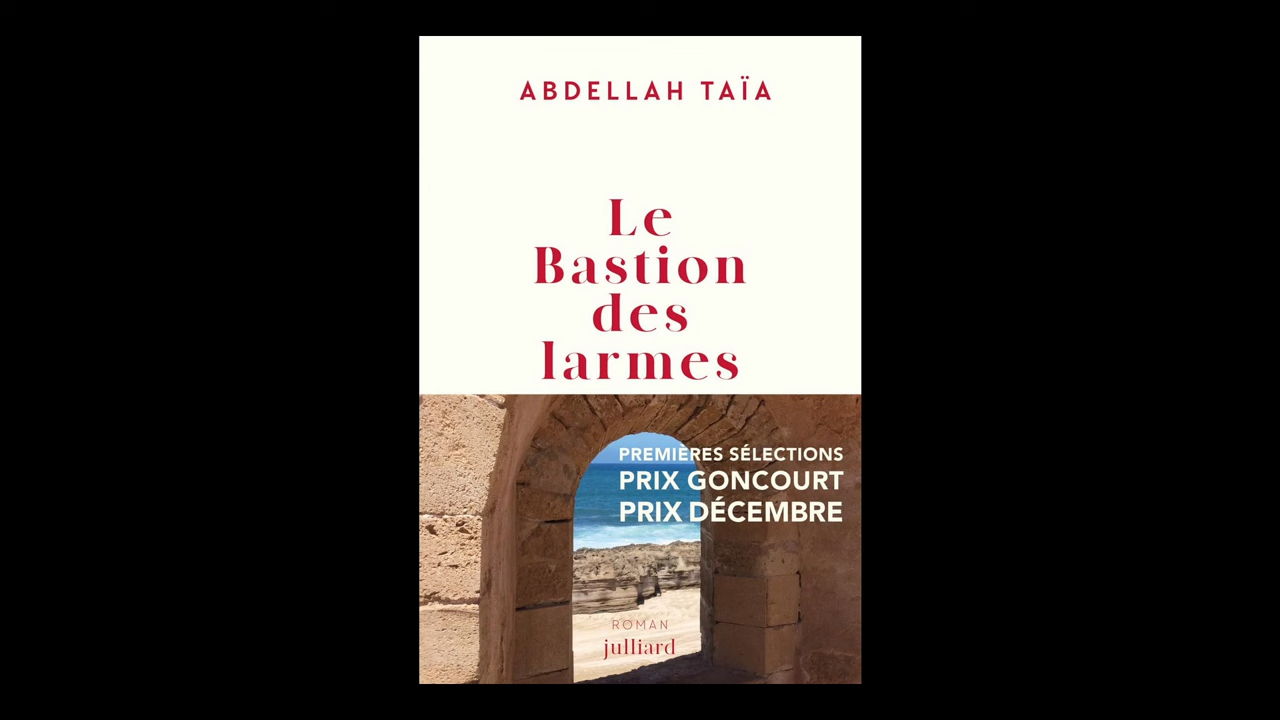 ABDELLAH TAÏA
Le
Bastion
des
larmes
PREMIÈRES SÉLECTIONS
PRIX GONCOURT
PRIX DÉCEMBRE
ROMAN
julliard